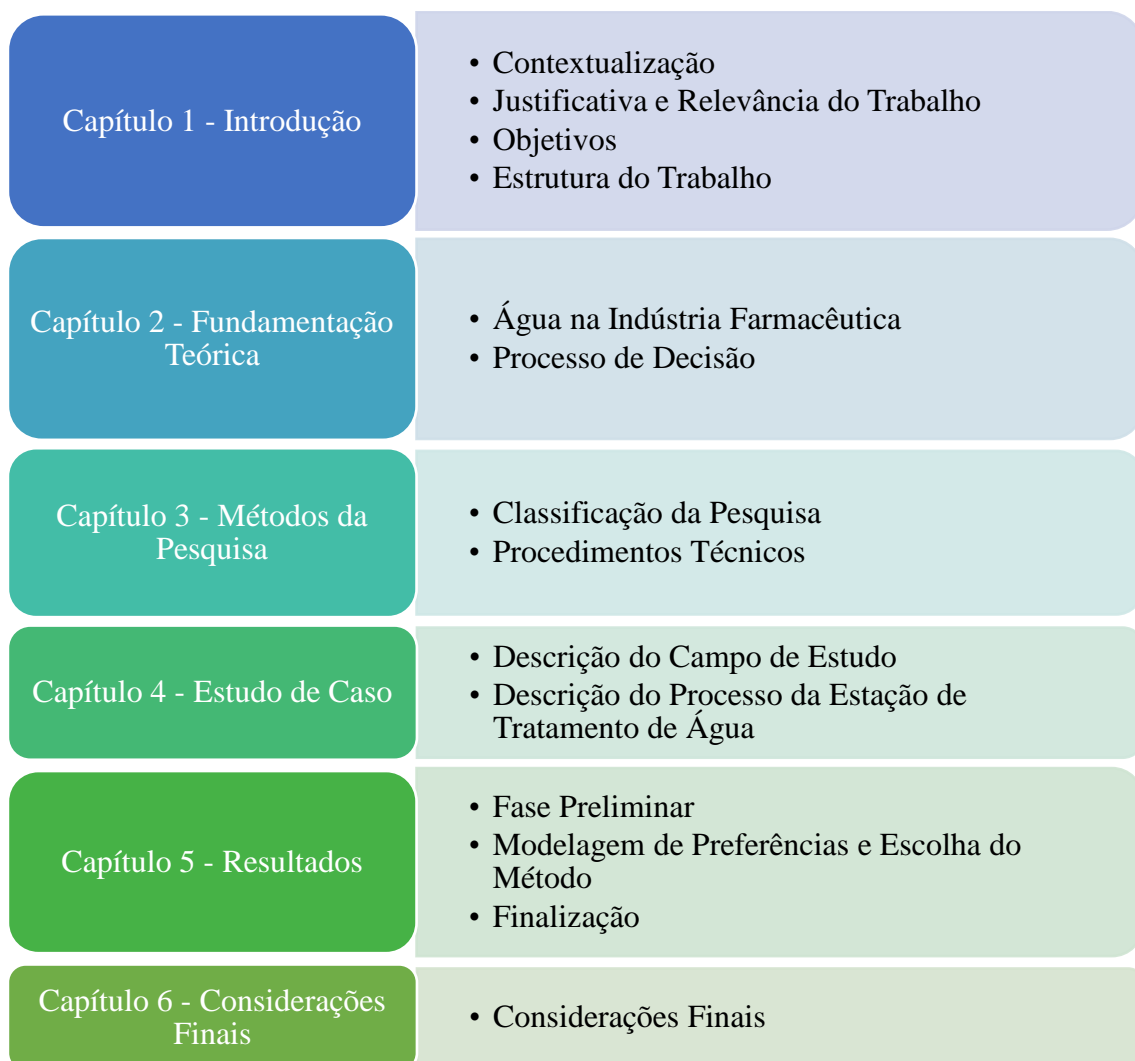 Capítulo 1 - Introdução
• Contextualização
• Justificativa e Relevância do Trabalho
• Objetivos
• Estrutura do Trabalho
Capítulo 2 - Fundamentação
Teórica
• Água na Indústria Farmacêutica
• Processo de Decisão
Capítulo 3 - Métodos da
Pesquisa
• Classificação da Pesquisa
• Procedimentos Técnicos
Capítulo 4 - Estudo de Caso
• Descrição do Campo de Estudo
• Descrição do Processo da Estação de
Tratamento de Água
Capítulo 5 - Resultados
• Fase Preliminar
• Modelagem de Preferências e Escolha do
Método
• Finalização
Capítulo 6 - Considerações
Finais
• Considerações Finais